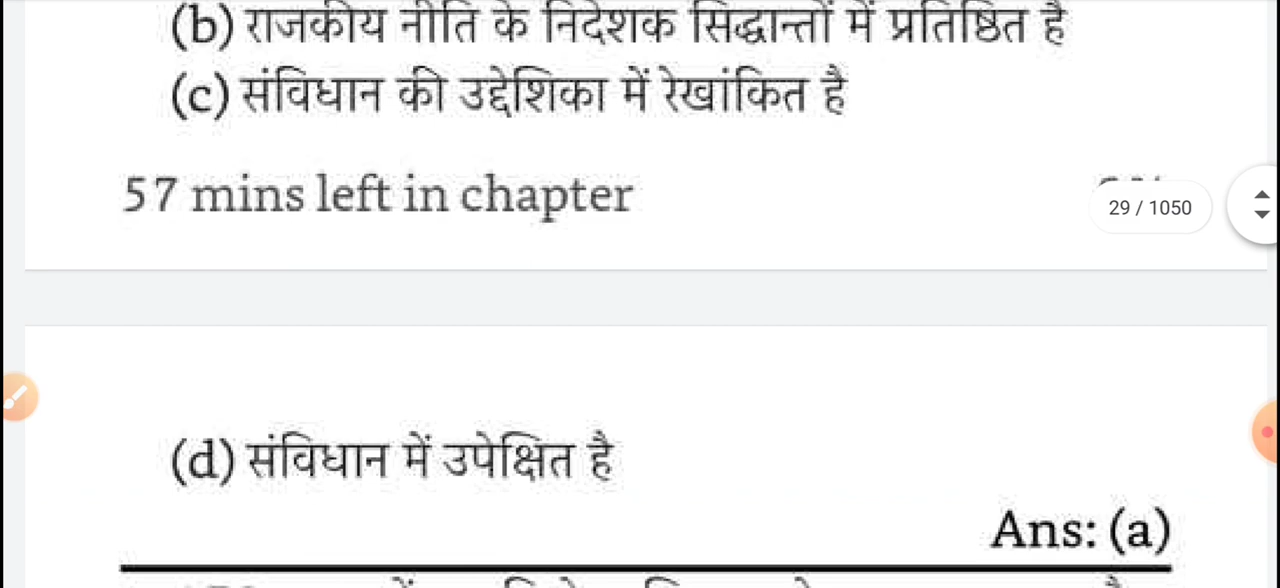 (b) राजकीय नीति के निदेशक सिद्धान्तों में प्रतिष्ठित है
(c) संविधान की उद्देशिका में रेखांकित है
57 mins left in chapter
29 / 1050
(d) संविधान में उपेक्षित है
Ans: (a)